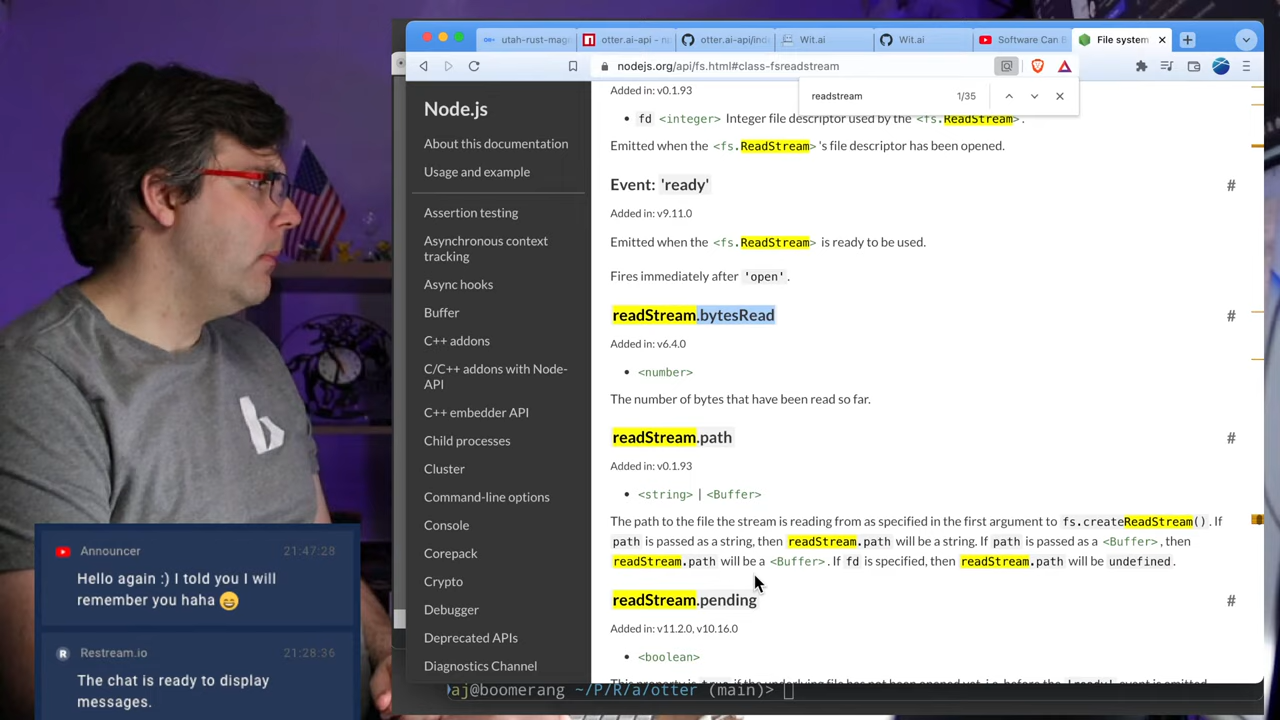 utah-rust-mag
otter.ai-api - n
otter.ai-api/ind
Wit.ai
Wit.ai
Software Can B
File system
nodejs.org/api/fs.html#class-fsreadstream
readstream
1/35
Node.js
About this documentation
Usage and example
Assertion testing
Asynchronous context
tracking
Async hooks
Buffer
C++ addons
C/C++ addons with Node-
API
C++ embedder API
Child processes
Cluster
Command-line options
Console
Corepack
Crypto
Debugger
Deprecated APIs
Diagnostics Channel
Added in: v0.1.93
fd <integer> Integer file descriptor used by the <fs.ReadStream>.
Emitted when the <fs.ReadStream>'s file descriptor has been opened.
Event: 'ready'
#
Added in: v9.11.0
Emitted when the <fs.ReadStream> is ready to be used.
Fires immediately after 'open'.
readStream.bytesRead
#
Added in: v6.4.0
<number>
The number of bytes that have been read so far.
readStream.path
#
Added in: v0.1.93
<string> | <Buffer>
The path to the file the stream is reading from as specified in the first argument to fs.createReadStream(). If
path is passed as a string, then readStream.path will be a string. If path is passed as a <Buffer>, then
readStream.path will be a <Buffer>. If fd is specified, then readStream.path will be undefined.
readStream.pending
#
Added in: v11.2.0, v10.16.0
<boolean>
aj@boomerang ~/P/R/a/otter (main)>
Announcer
21:47:28
Hello again :) I told you I will
remember you haha 😄
Restream.io
21:28:36
The chat is ready to display
messages.